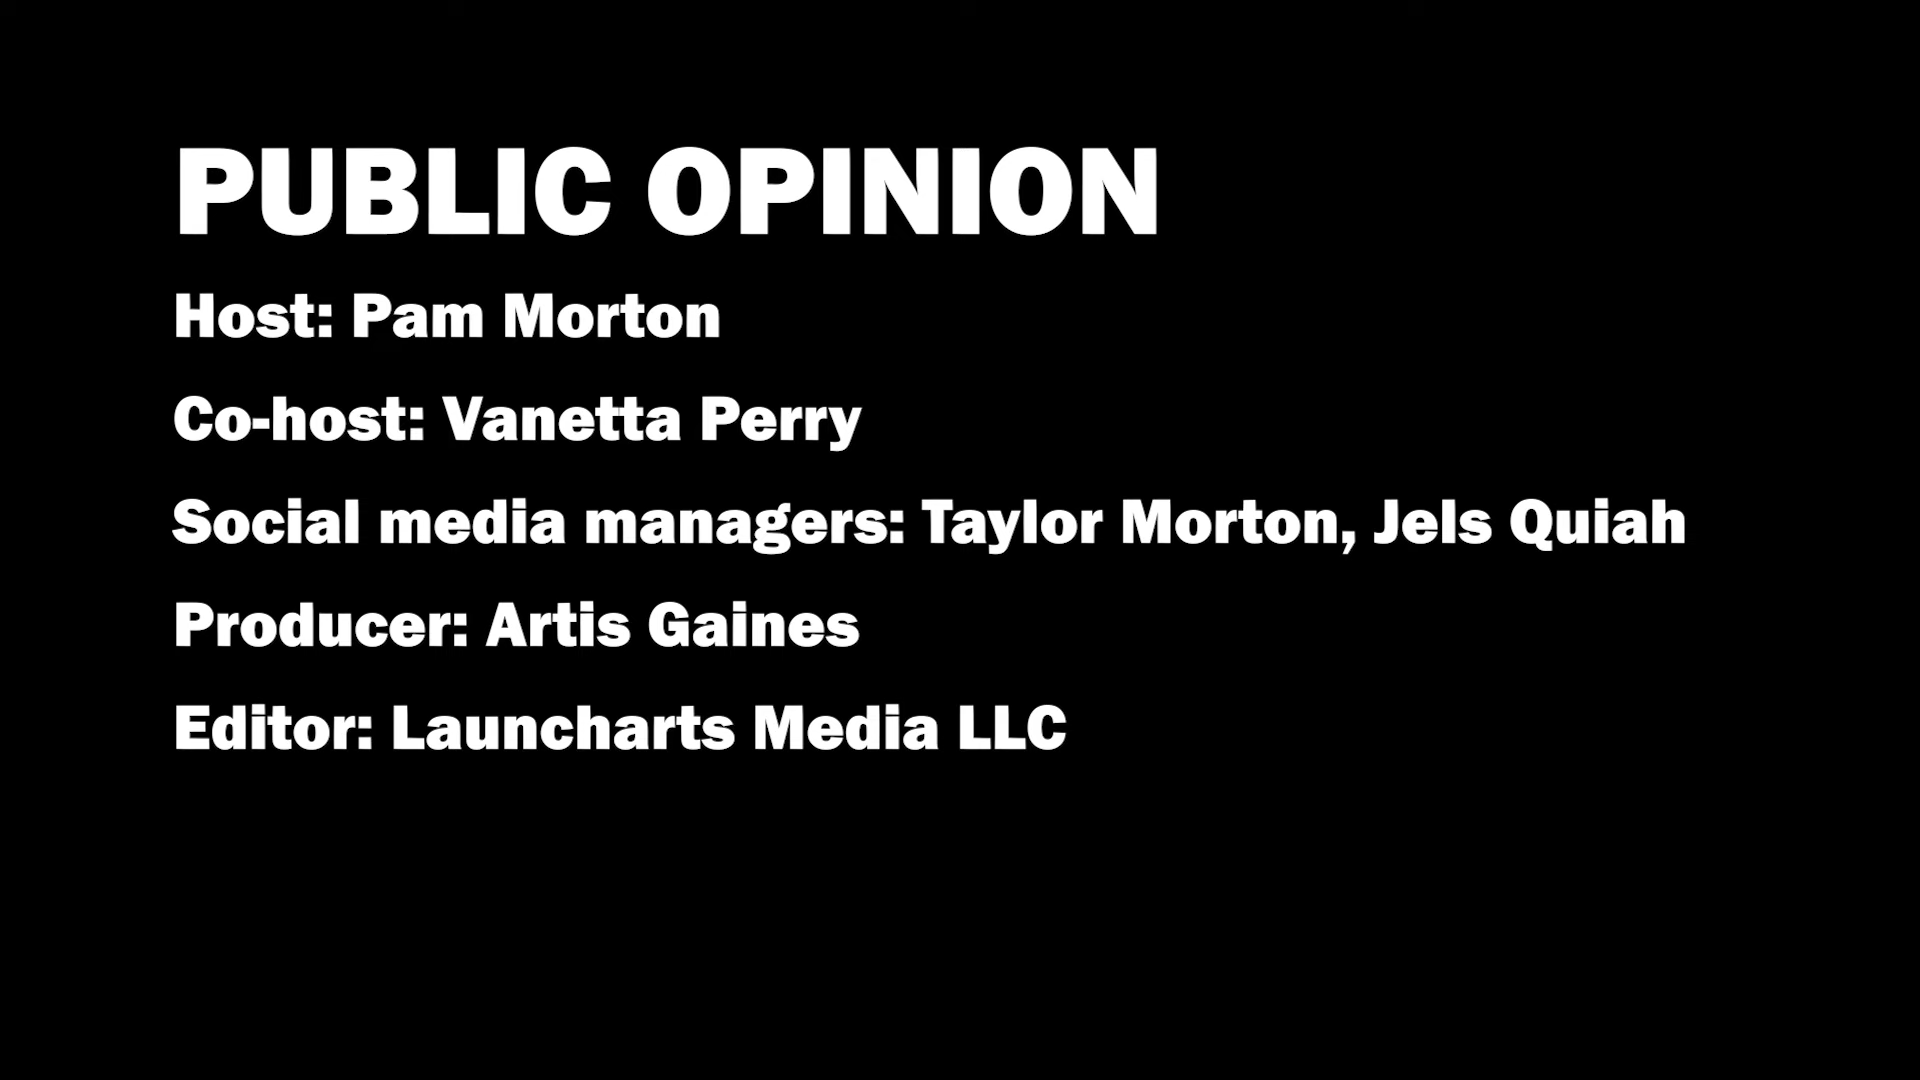 PUBLIC OPINION
Host: Pam Morton
Co-host: Vanetta Perry
Social media managers: Taylor Morton, Jels Quiah
Producer: Artis Gaines
Editor: Launcharts Media LLC